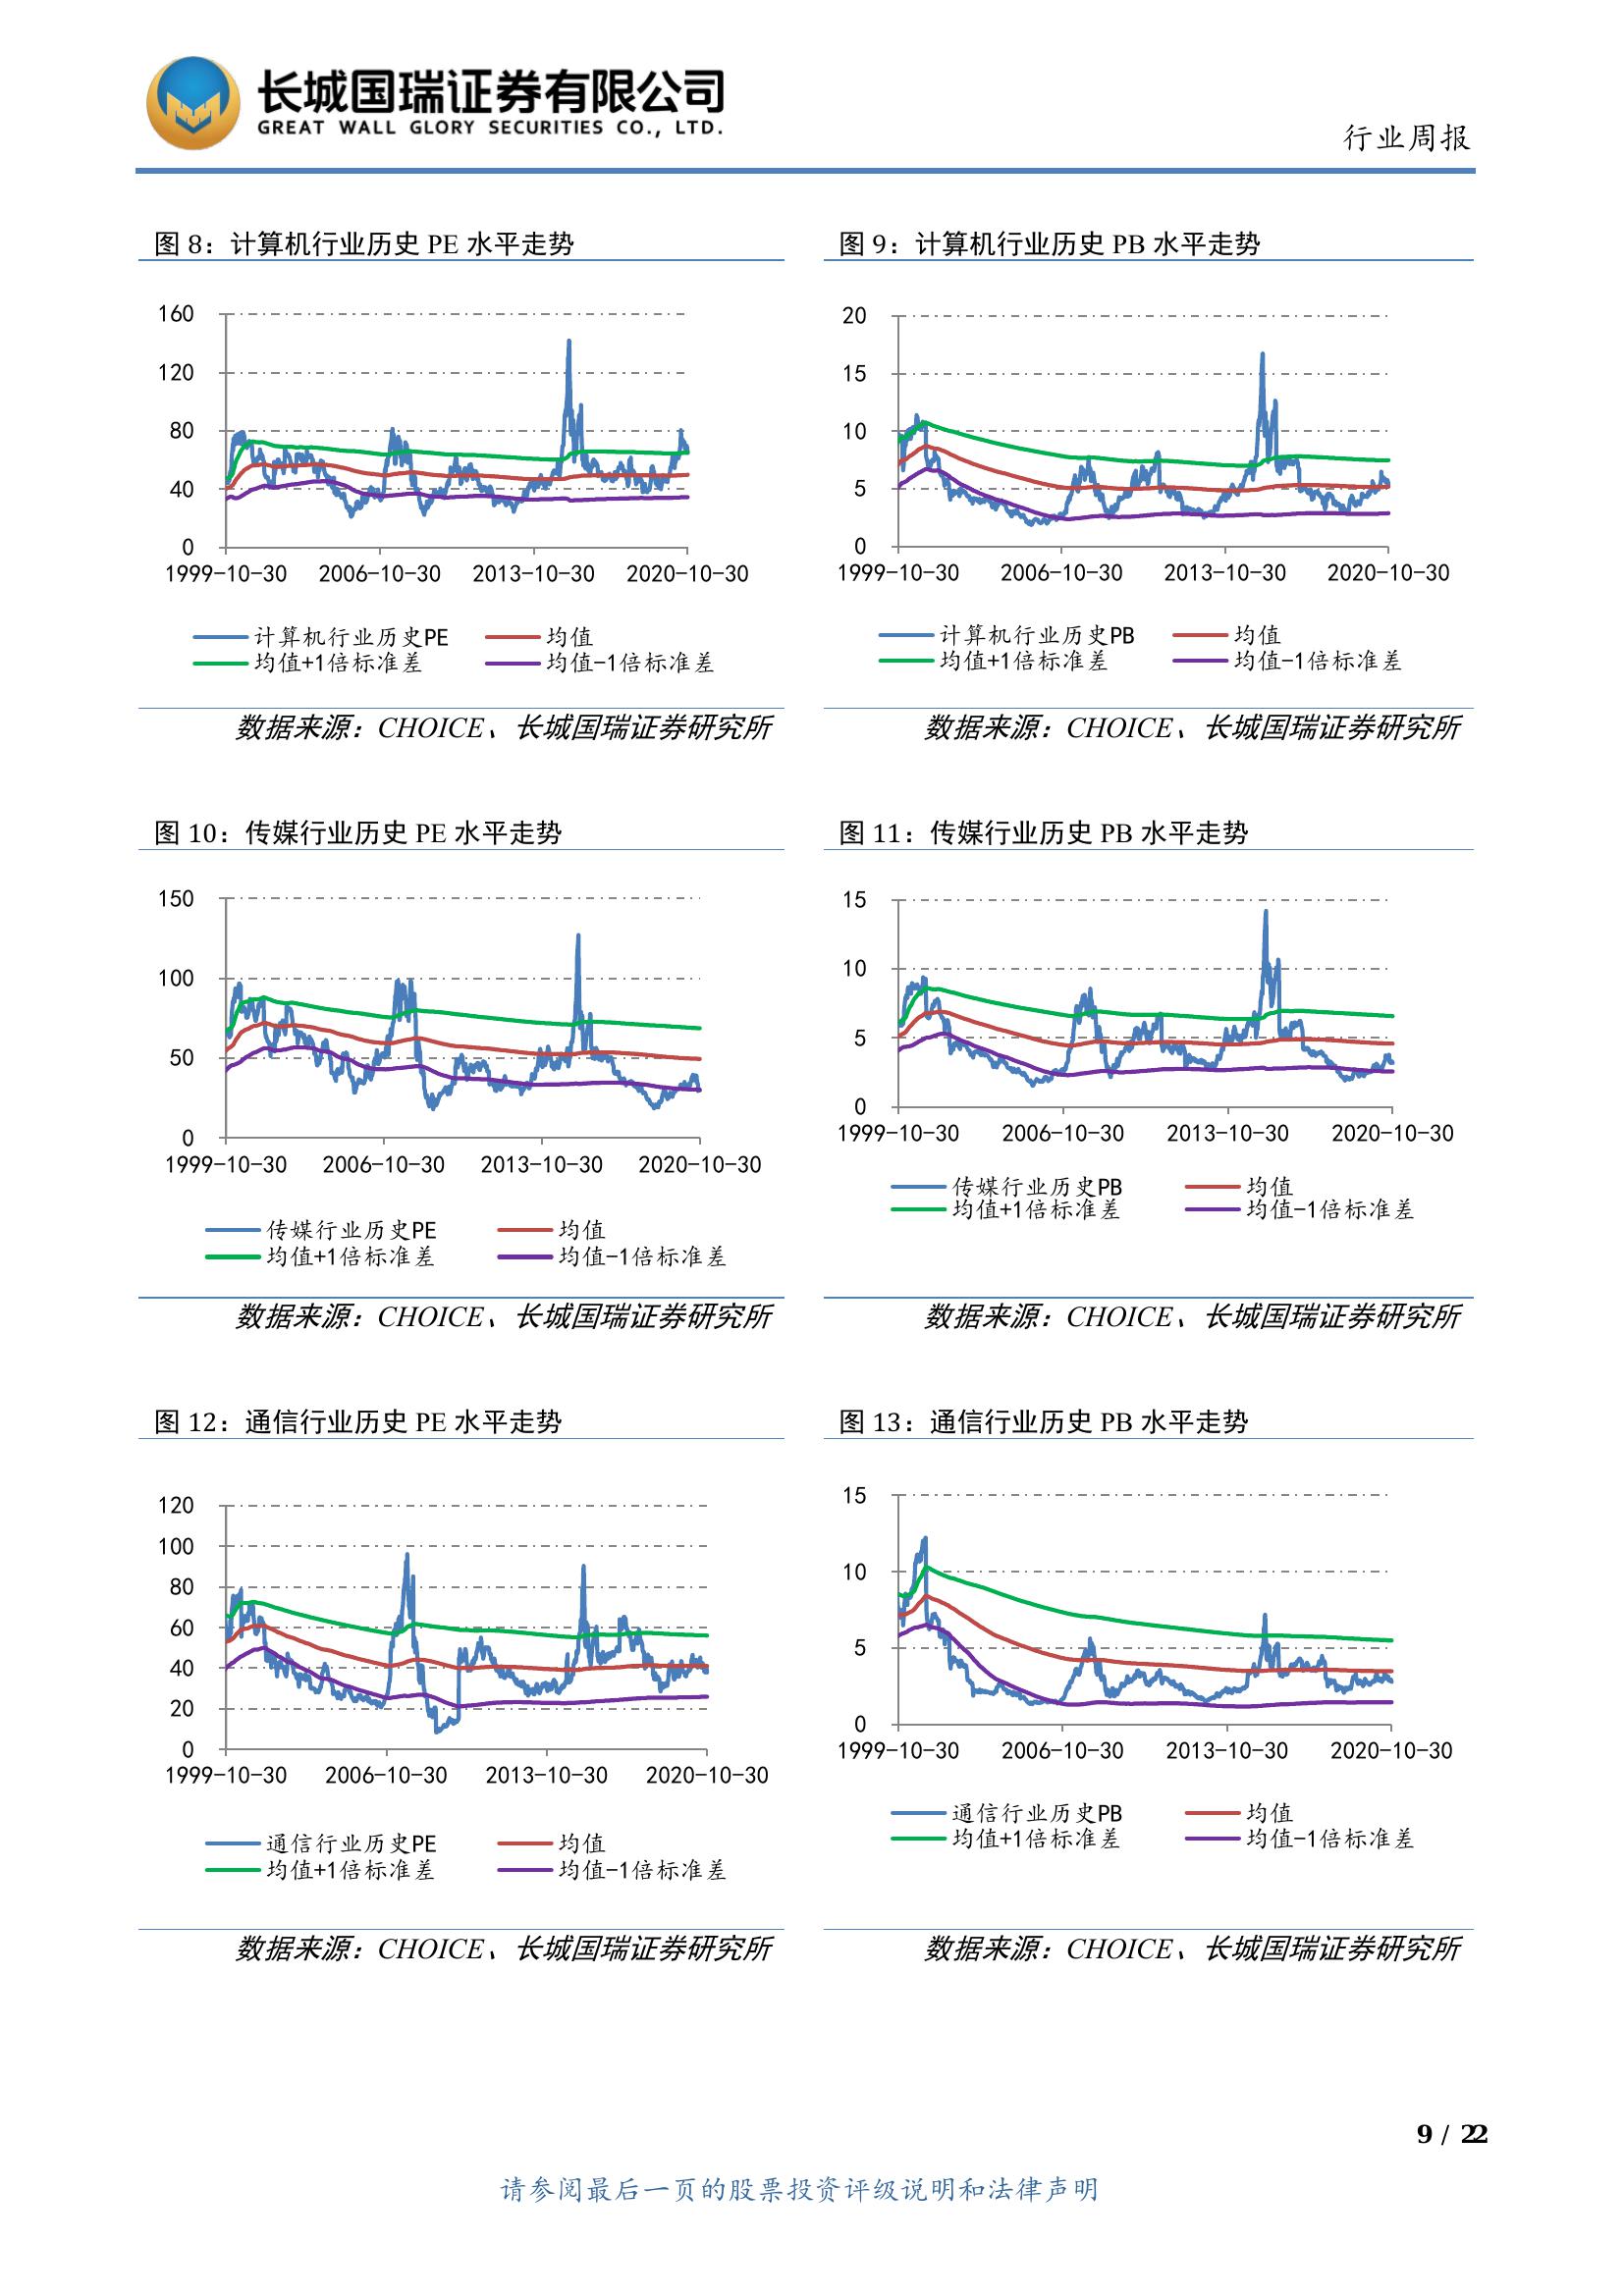 长城国瑞证券有限公司
GREAT WALL GLORY SECURITIES CO., LTD.
行业周报
图 8：计算机行业历史 PE 水平走势
160
120
80
40
0
1999-10-30 2006-10-30 2013-10-30 2020-10-30
计算机行业历史PE 均值
均值+1倍标准差 均值-1倍标准差
数据来源：CHOICE、长城国瑞证券研究所
图 9：计算机行业历史 PB 水平走势
20
15
10
5
0
1999-10-30 2006-10-30 2013-10-30 2020-10-30
计算机行业历史PB 均值
均值+1倍标准差 均值-1倍标准差
数据来源：CHOICE、长城国瑞证券研究所
图 10：传媒行业历史 PE 水平走势
150
100
50
0
1999-10-30 2006-10-30 2013-10-30 2020-10-30
传媒行业历史PE 均值
均值+1倍标准差 均值-1倍标准差
数据来源：CHOICE、长城国瑞证券研究所
图 11：传媒行业历史 PB 水平走势
15
10
5
0
1999-10-30 2006-10-30 2013-10-30 2020-10-30
传媒行业历史PB 均值
均值+1倍标准差 均值-1倍标准差
数据来源：CHOICE、长城国瑞证券研究所
图 12：通信行业历史 PE 水平走势
120
100
80
60
40
20
0
1999-10-30 2006-10-30 2013-10-30 2020-10-30
通信行业历史PE 均值
均值+1倍标准差 均值-1倍标准差
数据来源：CHOICE、长城国瑞证券研究所
图 13：通信行业历史 PB 水平走势
15
10
5
0
1999-10-30 2006-10-30 2013-10-30 2020-10-30
通信行业历史PB 均值
均值+1倍标准差 均值-1倍标准差
数据来源：CHOICE、长城国瑞证券研究所
9 / 22
请参阅最后一页的股票投资评级说明和法律声明